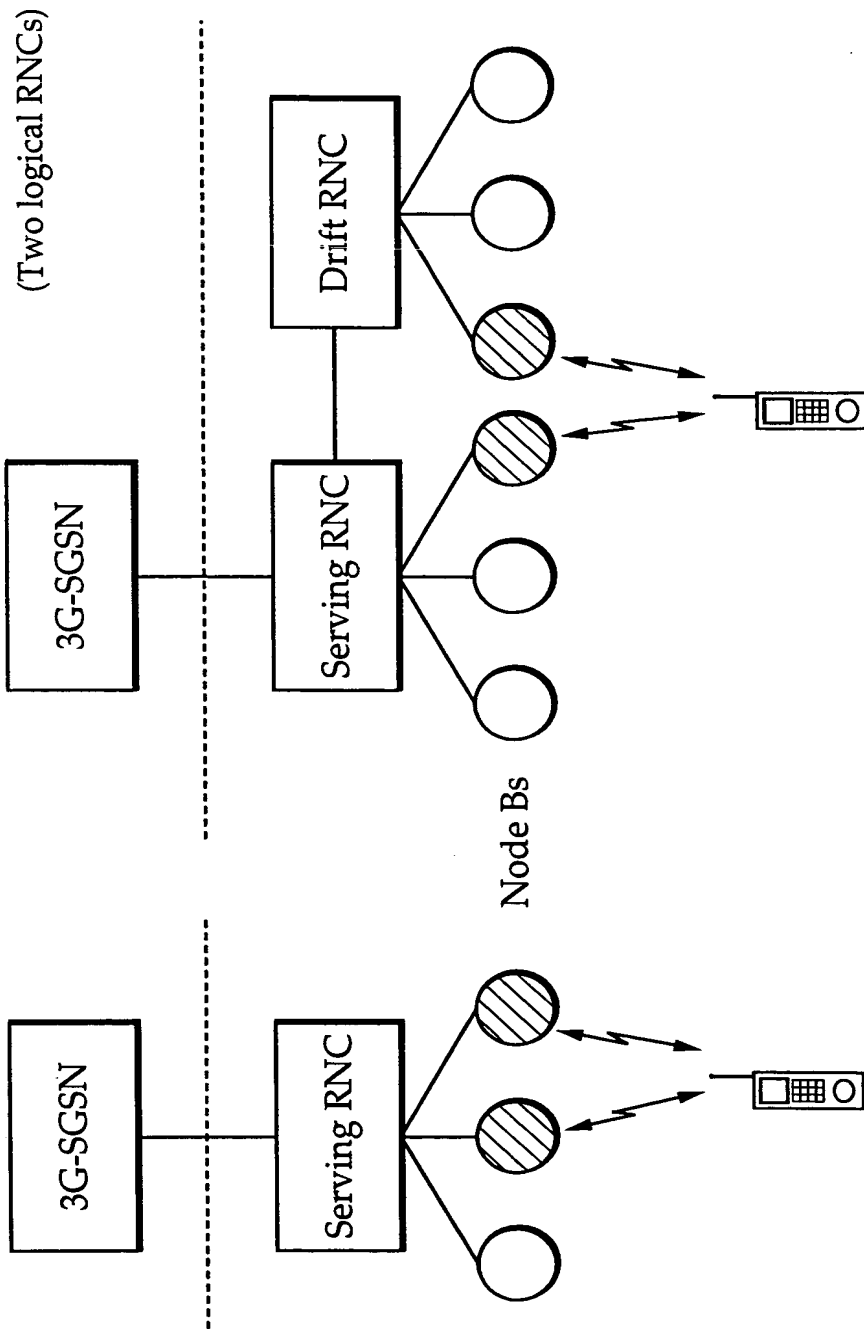 (Two logical RNCs)
3G-SGSN
3G-SGSN
Serving RNC
Serving RNC
Drift RNC
Node Bs